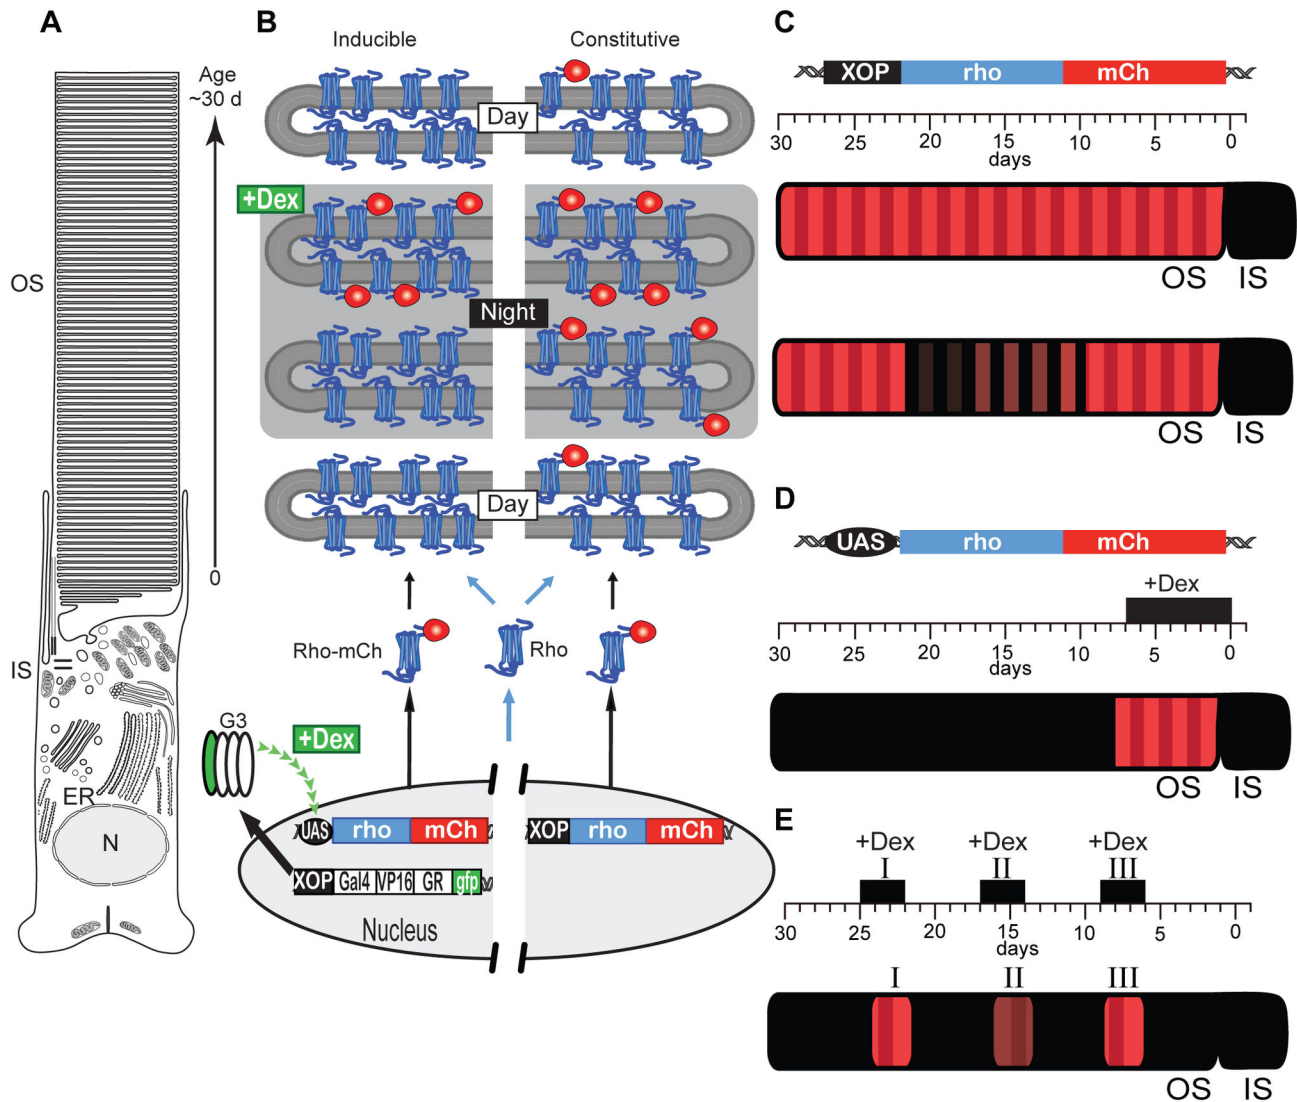 A
Age
~30 d
OS
0
IS
ER
N
B
Inducible
Constitutive
Day
+Dex
Night
Day
Rho-mCh
Rho
G3
+Dex
UAS rho mCh
XOP rho mCh
XOP Gal4 VP16 GR gfp
Nucleus
C
XOP rho mCh
30 25 20 15 10 5 0
days
OS IS
OS IS
D
UAS rho mCh
+Dex
30 25 20 15 10 5 0
days
OS IS
E
+Dex +Dex +Dex
I II III
30 25 20 15 10 5 0
days
I II III
OS IS